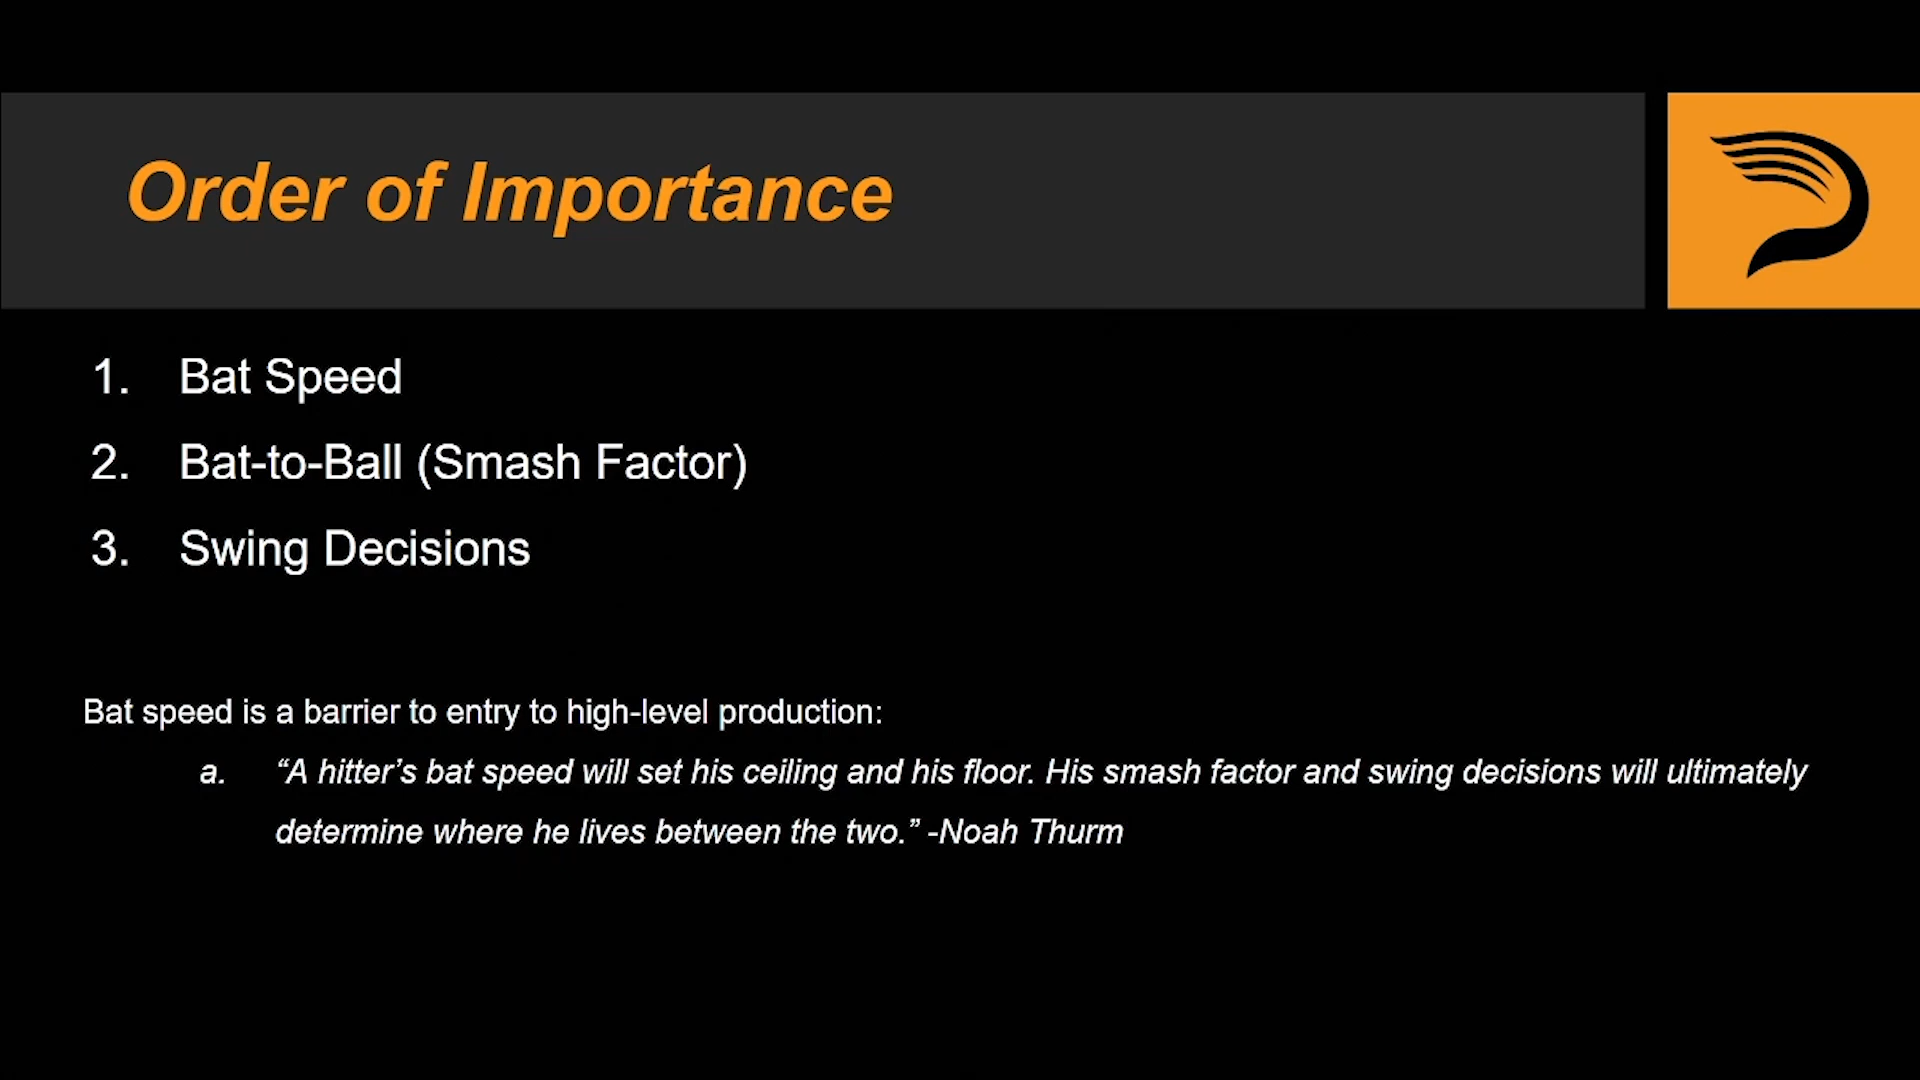 Order of Importance
1. Bat Speed
2. Bat-to-Ball (Smash Factor)
3. Swing Decisions
Bat speed is a barrier to entry to high-level production:
a. “A hitter’s bat speed will set his ceiling and his floor. His smash factor and swing decisions will ultimately
determine where he lives between the two.” -Noah Thurm